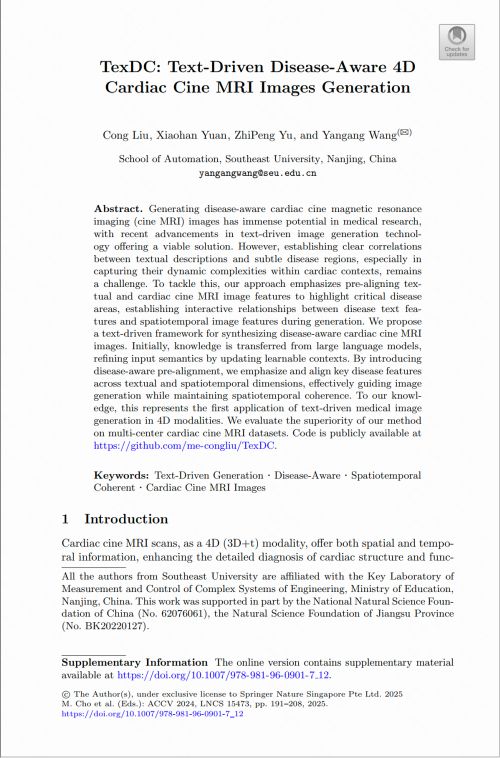 Check for
updates
TexDC: Text-Driven Disease-Aware 4D
Cardiac Cine MRI Images Generation
Cong Liu, Xiaohan Yuan, ZhiPeng Yu, and Yangang Wang(✉)
School of Automation, Southeast University, Nanjing, China
yangangwang@seu.edu.cn
Abstract. Generating disease-aware cardiac cine magnetic resonance
imaging (cine MRI) images has immense potential in medical research,
with recent advancements in text-driven image generation technol-
ogy offering a viable solution. However, establishing clear correlations
between textual descriptions and subtle disease regions, especially in
capturing their dynamic complexities within cardiac contexts, remains
a challenge. To tackle this, our approach emphasizes pre-aligning tex-
tual and cardiac cine MRI image features to highlight critical disease
areas, establishing interactive relationships between disease text fea-
tures and spatiotemporal image features during generation. We propose
a text-driven framework for synthesizing disease-aware cardiac cine MRI
images. Initially, knowledge is transferred from large language models,
refining input semantics by updating learnable contexts. By introducing
disease-aware pre-alignment, we emphasize and align key disease features
across textual and spatiotemporal dimensions, effectively guiding image
generation while maintaining spatiotemporal coherence. To our knowl-
edge, this represents the first application of text-driven medical image
generation in 4D modalities. We evaluate the superiority of our method
on multi-center cardiac cine MRI datasets. Code is publicly available at
https://github.com/me-congliu/TexDC.
Keywords: Text-Driven Generation · Disease-Aware · Spatiotemporal
Coherent · Cardiac Cine MRI Images
1 Introduction
Cardiac cine MRI scans, as a 4D (3D+t) modality, offer both spatial and tempo-
ral information, enhancing the detailed diagnosis of cardiac structure and func-
All the authors from Southeast University are affiliated with the Key Laboratory of
Measurement and Control of Complex Systems of Engineering, Ministry of Education,
Nanjing, China. This work was supported in part by the National Natural Science Foun-
dation of China (No. 62076061), the Natural Science Foundation of Jiangsu Province
(No. BK20220127).
Supplementary Information The online version contains supplementary material
available at https://doi.org/10.1007/978-981-96-0901-7_12.
© The Author(s), under exclusive license to Springer Nature Singapore Pte Ltd. 2025
M. Cho et al. (Eds.): ACCV 2024, LNCS 15473, pp. 191–208, 2025.
https://doi.org/10.1007/978-981-96-0901-7_12